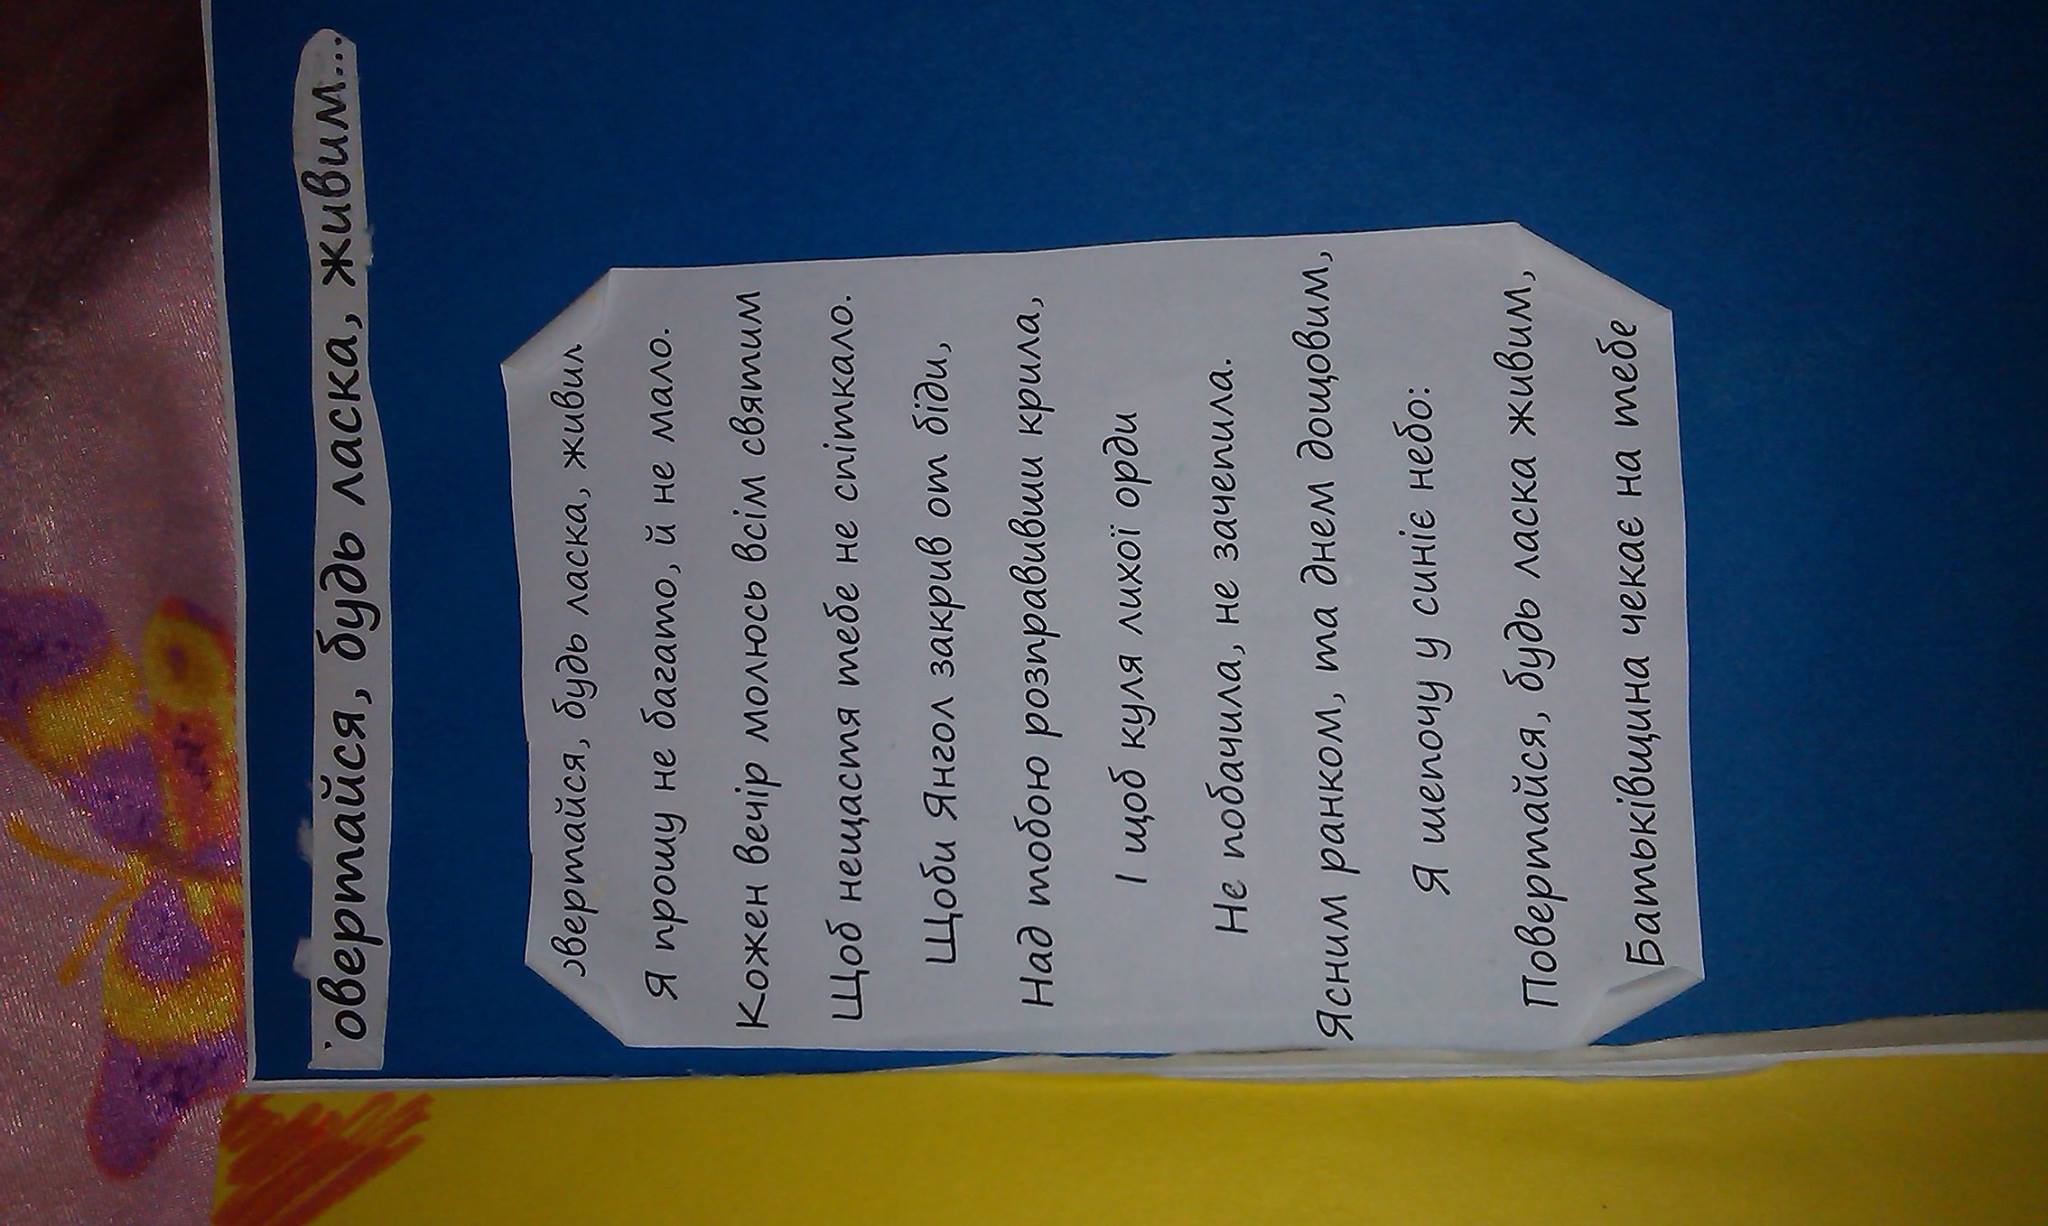 овертайся, будь ласка, живим...
овертайся, будь ласка, живил
Я прошу не багато, й не мало.
Кожен вечір молюсь всім святим
Щоб нещастя тебе не спіткало.
Щоби Янгол закрив от біди,
Над тобою розправивши крила,
І щоб куля лихої орди
Не побачила, не зачепила.
Ясним ранком, та днем дощовим,
Я шепочу у синіє небо:
Повертайся, будь ласка живим,
Батьківщина чекає на тебе